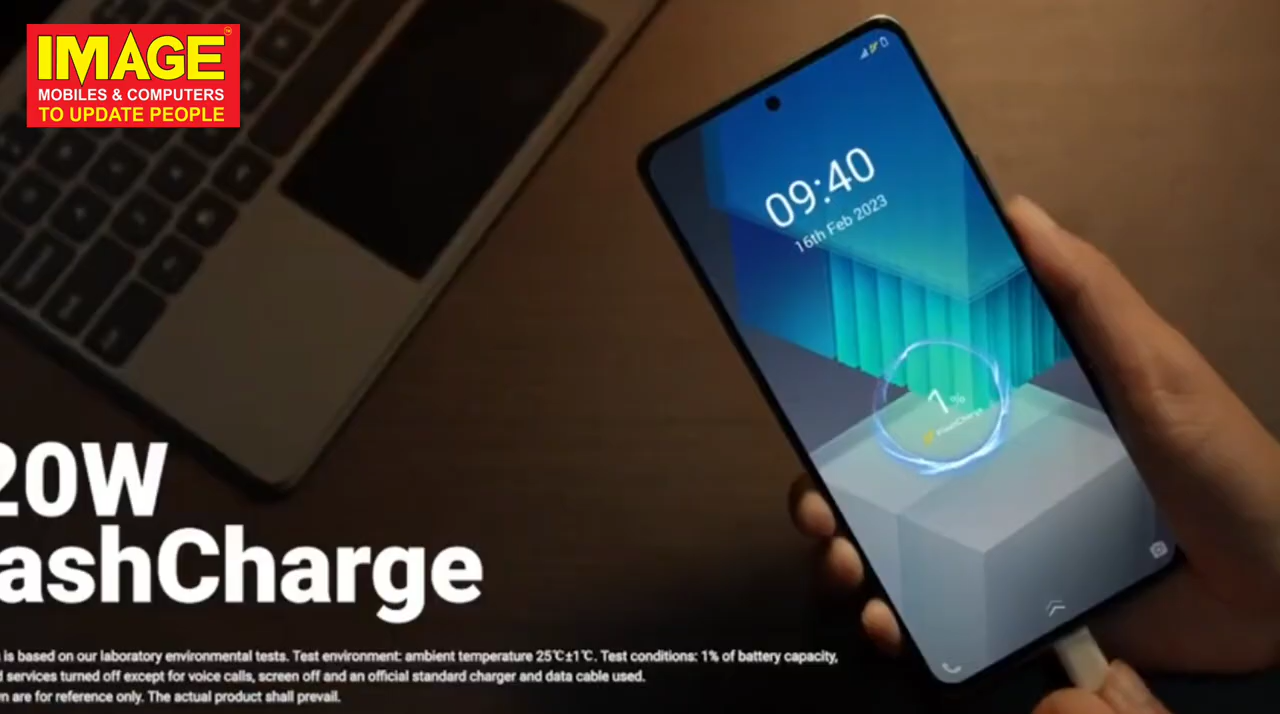 IMAGE
MOBILES & COMPUTERS
TO UPDATE PEOPLE
09:40
16th Feb 2023
1%
FlashCharge
20W
ashCharge
is based on our laboratory environmental tests. Test environment: ambient temperature 25℃±1℃. Test conditions: 1% of battery capacity,
services turned off except for voice calls, screen off and an official standard charger and data cable used.
are for reference only. The actual product shall prevail.